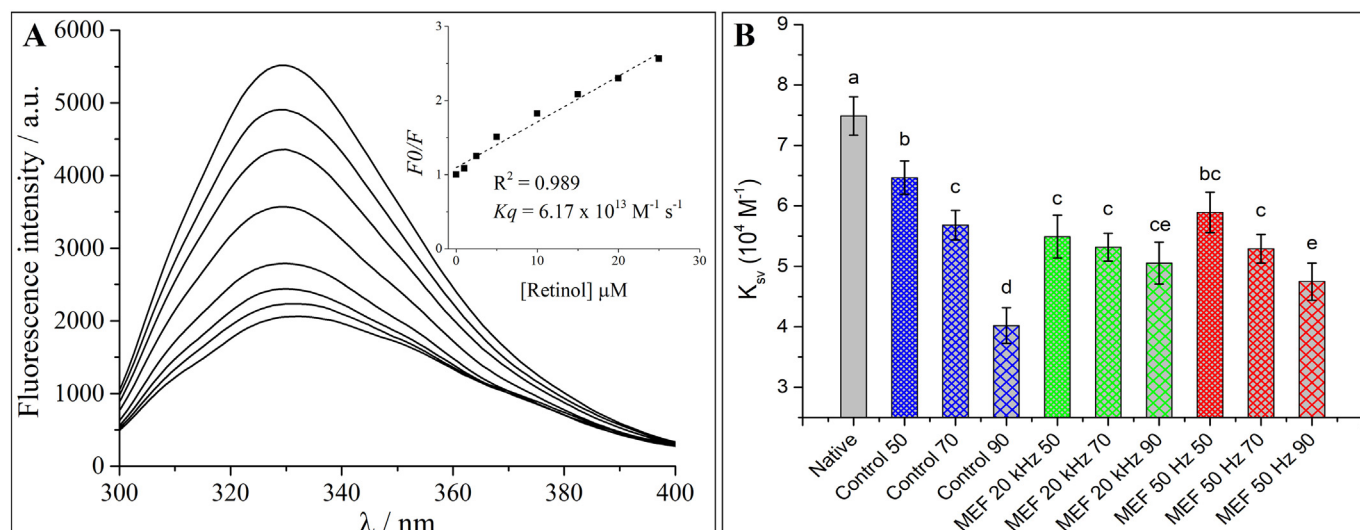 A
Fluorescence intensity / a.u.
6000
5000
4000
3000
2000
1000
0
300
320
340
360
380
400
λ / nm
F0/F
3
2
1
0
0
10
20
30
[Retinol] µM
R² = 0.989
Kq = 6.17 x 10¹³ M⁻¹ s⁻¹
B
Kₛᵥ (10⁴ M⁻¹)
9
8
7
6
5
4
3
a
b
c
d
c
c
ce
bc
c
e
Native
Control 50
Control 70
Control 90
MEF 20 kHz 50
MEF 20 kHz 70
MEF 20 kHz 90
MEF 50 Hz 50
MEF 50 Hz 70
MEF 50 Hz 90